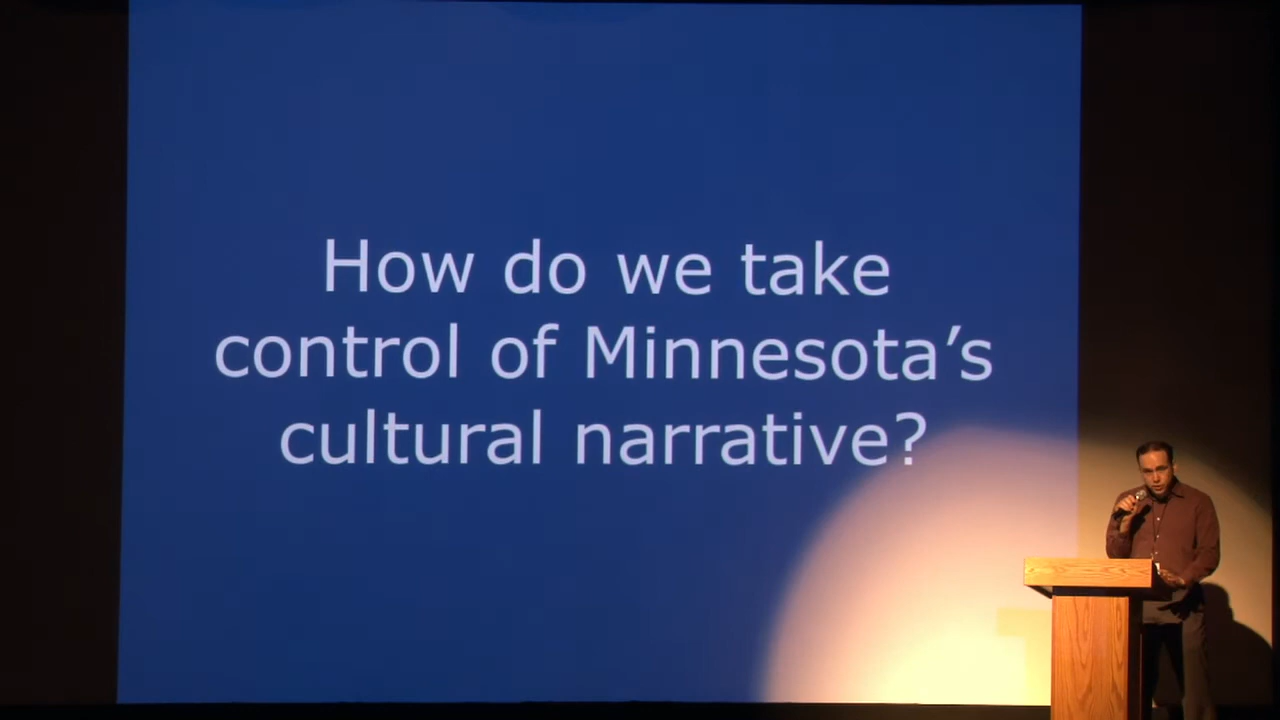 How do we take
control of Minnesota’s
cultural narrative?